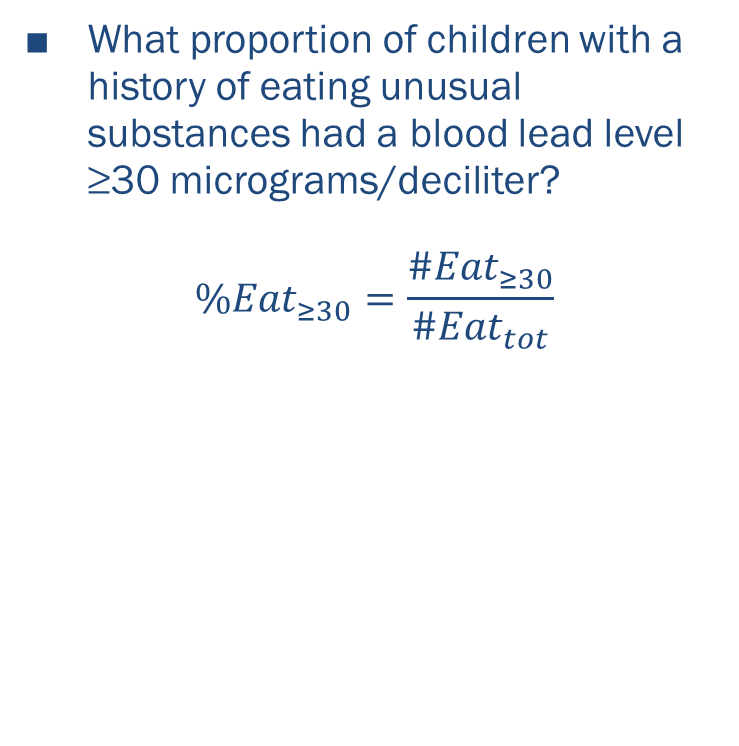 ■ What proportion of children with a
history of eating unusual
substances had a blood lead level
≥30 micrograms/deciliter?
%Eat≥30 = #Eat≥30 / #Eattot